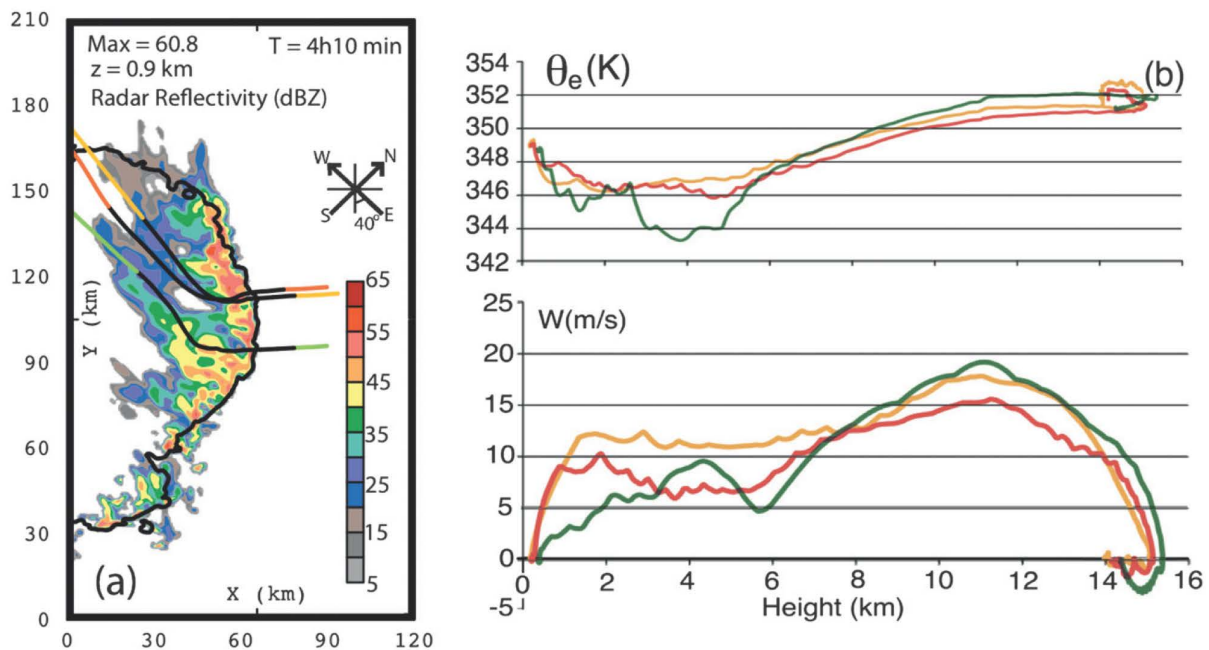 210
180
150
120
90
60
30
0
Y (km)
Max = 60.8
T = 4h10 min
z = 0.9 km
Radar Reflectivity (dBZ)
W
N
S
40°
E
65
55
45
35
25
15
5
(a)
X (km)
0
30
60
90
120
354
352
350
348
346
344
342
θe(K)
(b)
25
20
15
10
5
0
-5
W(m/s)
0
2
4
6
8
10
12
14
16
Height (km)